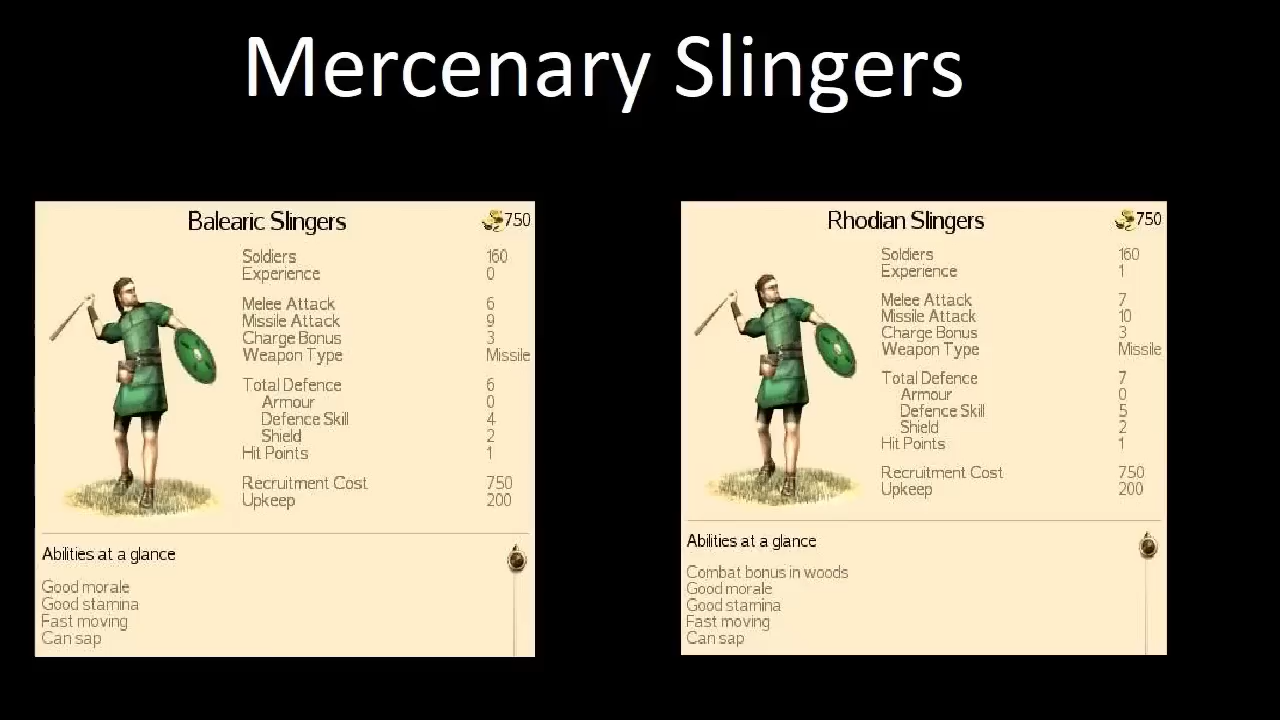 Mercenary Slingers
Balearic Slingers 750
Soldiers 160
Experience 0
Melee Attack 6
Missile Attack 9
Charge Bonus 3
Weapon Type Missile
Total Defence 6
Armour 0
Defence Skill 4
Shield 2
Hit Points 1
Recruitment Cost 750
Upkeep 200
Abilities at a glance
Good morale
Good stamina
Fast moving
Can sap
Rhodian Slingers 750
Soldiers 160
Experience 1
Melee Attack 7
Missile Attack 10
Charge Bonus 3
Weapon Type Missile
Total Defence 7
Armour 0
Defence Skill 5
Shield 2
Hit Points 1
Recruitment Cost 750
Upkeep 200
Abilities at a glance
Combat bonus in woods
Good morale
Good stamina
Fast moving
Can sap